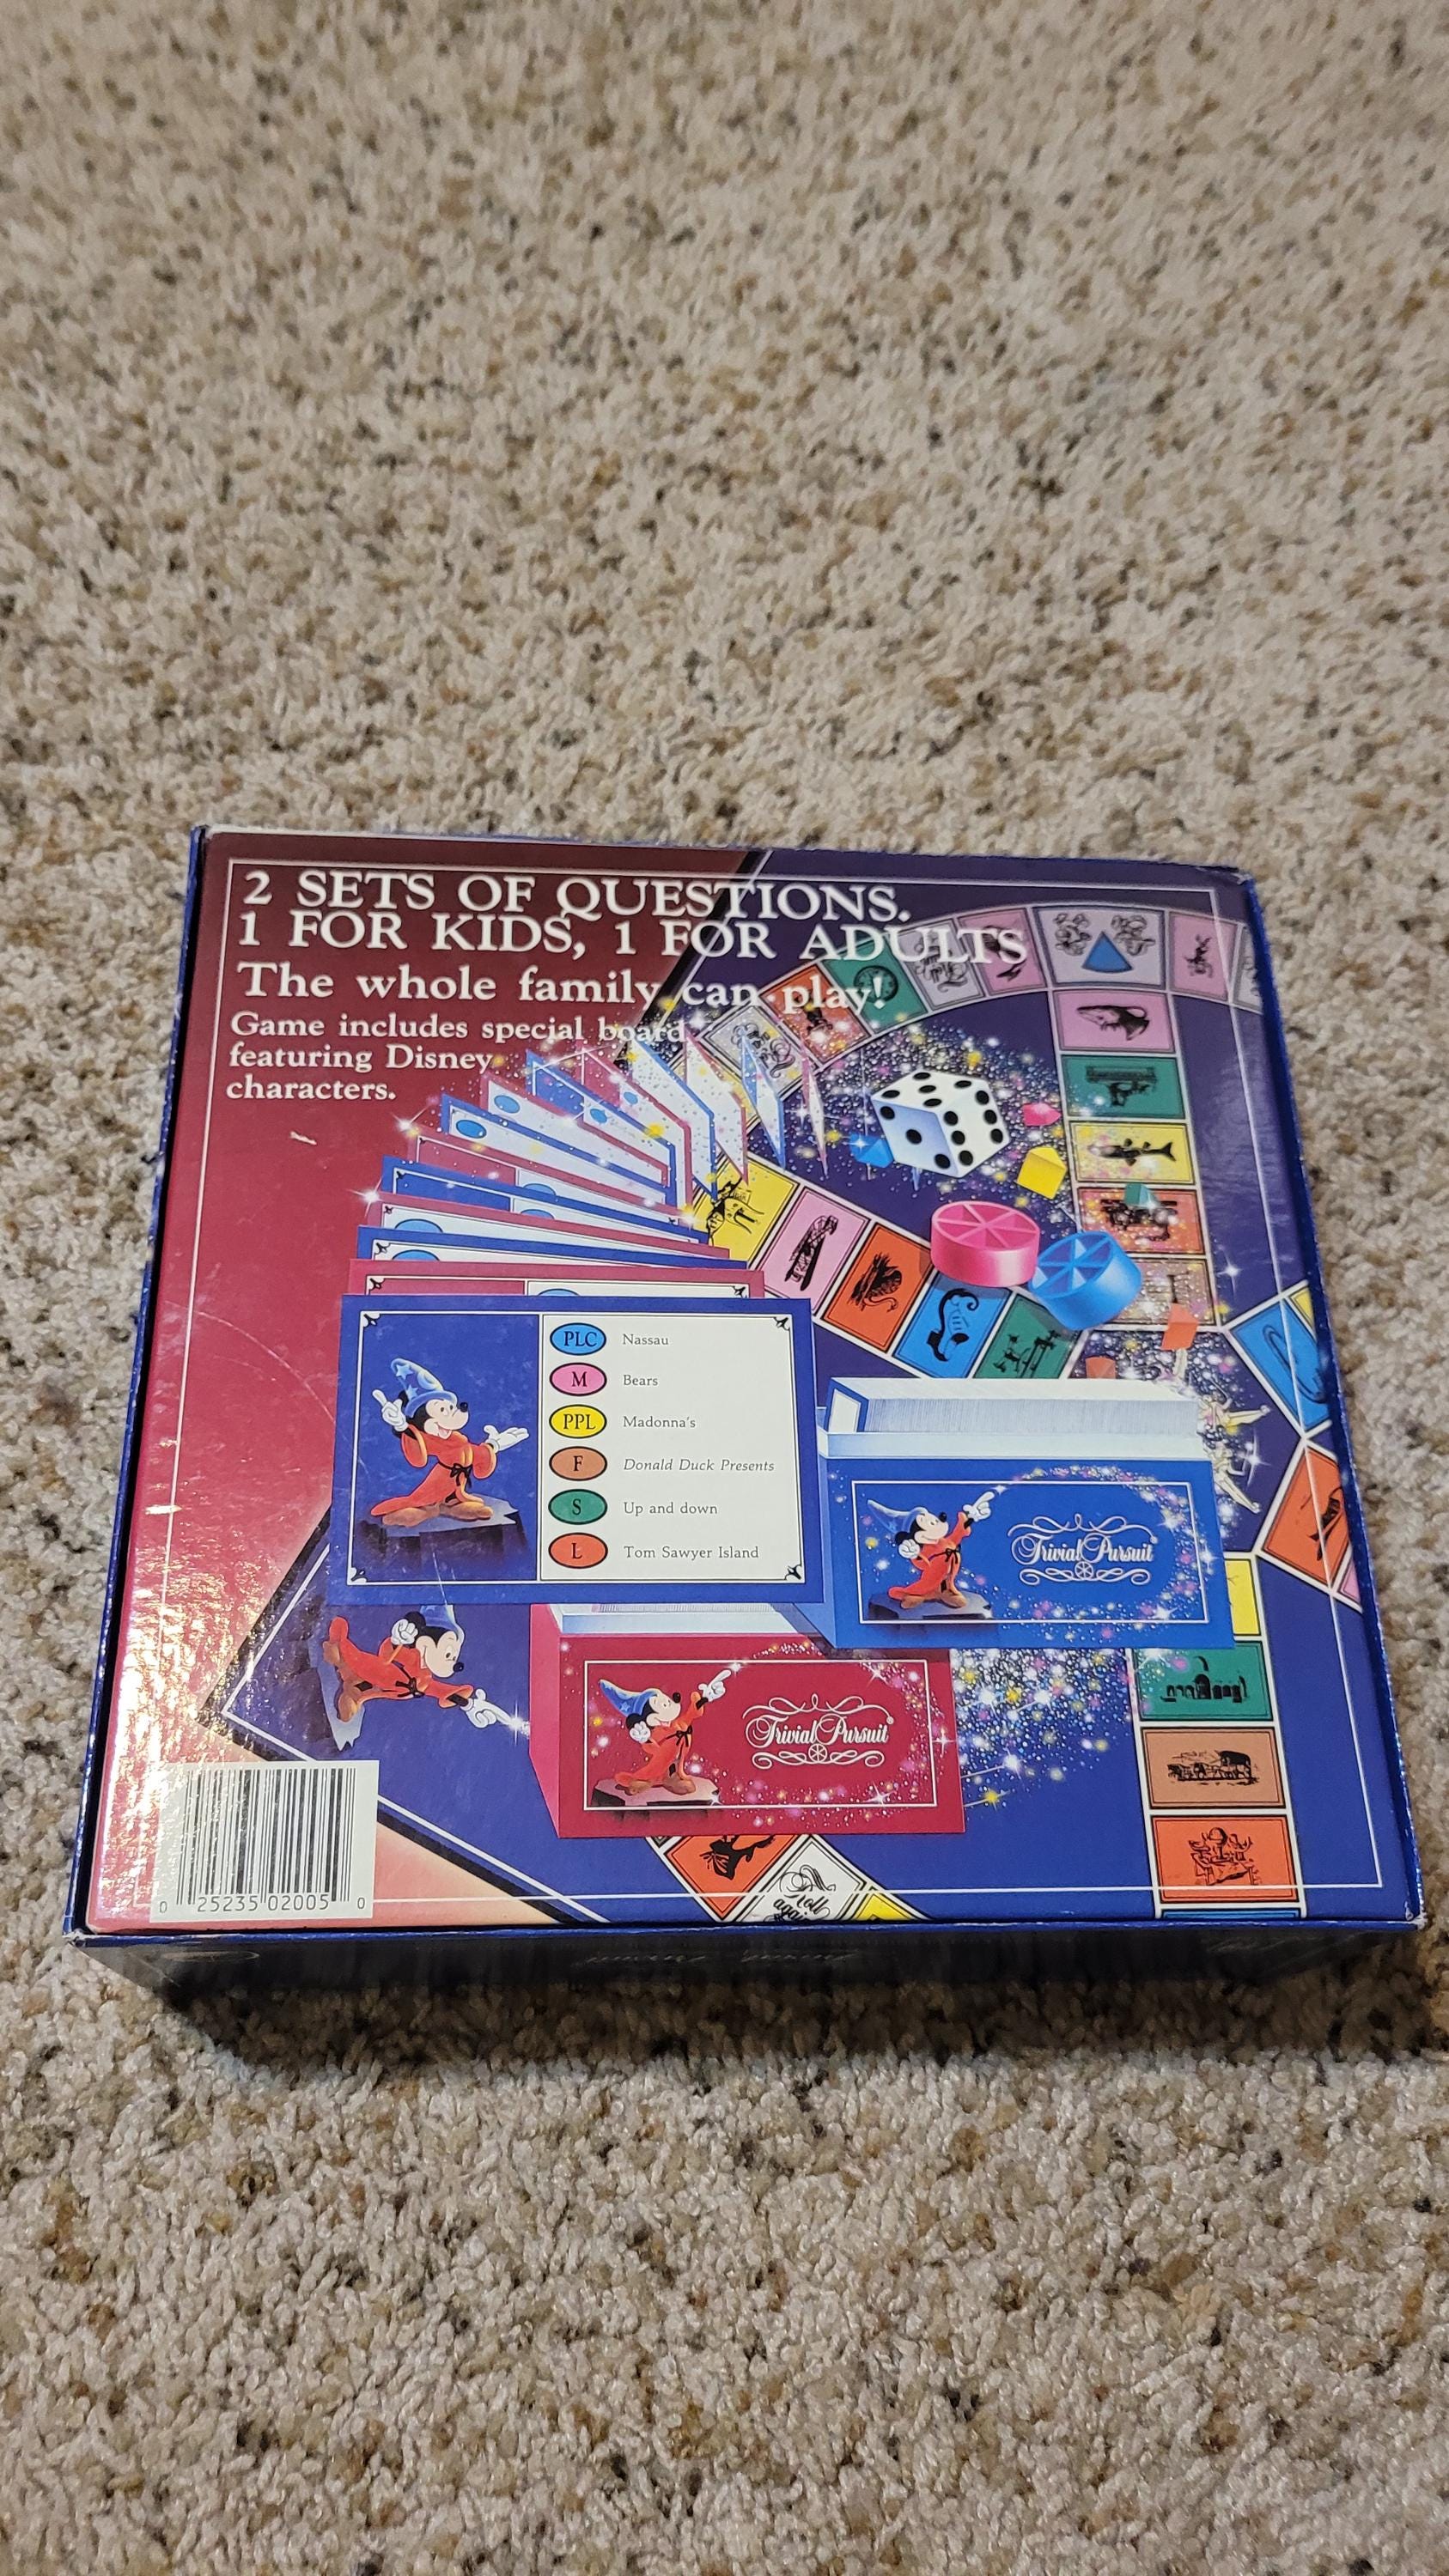 2 SETS OF QUESTIONS.
1 FOR KIDS, 1 FOR ADULTS
The whole family can play!
Game includes special board
featuring Disney
characters.
PLC Nassau
M Bears
PPL Madonna's
F Donald Duck Presents
S Up and down
L Tom Sawyer Island
Trivial Pursuit®
Trivial Pursuit®
0 25235 02005 0
roll
again